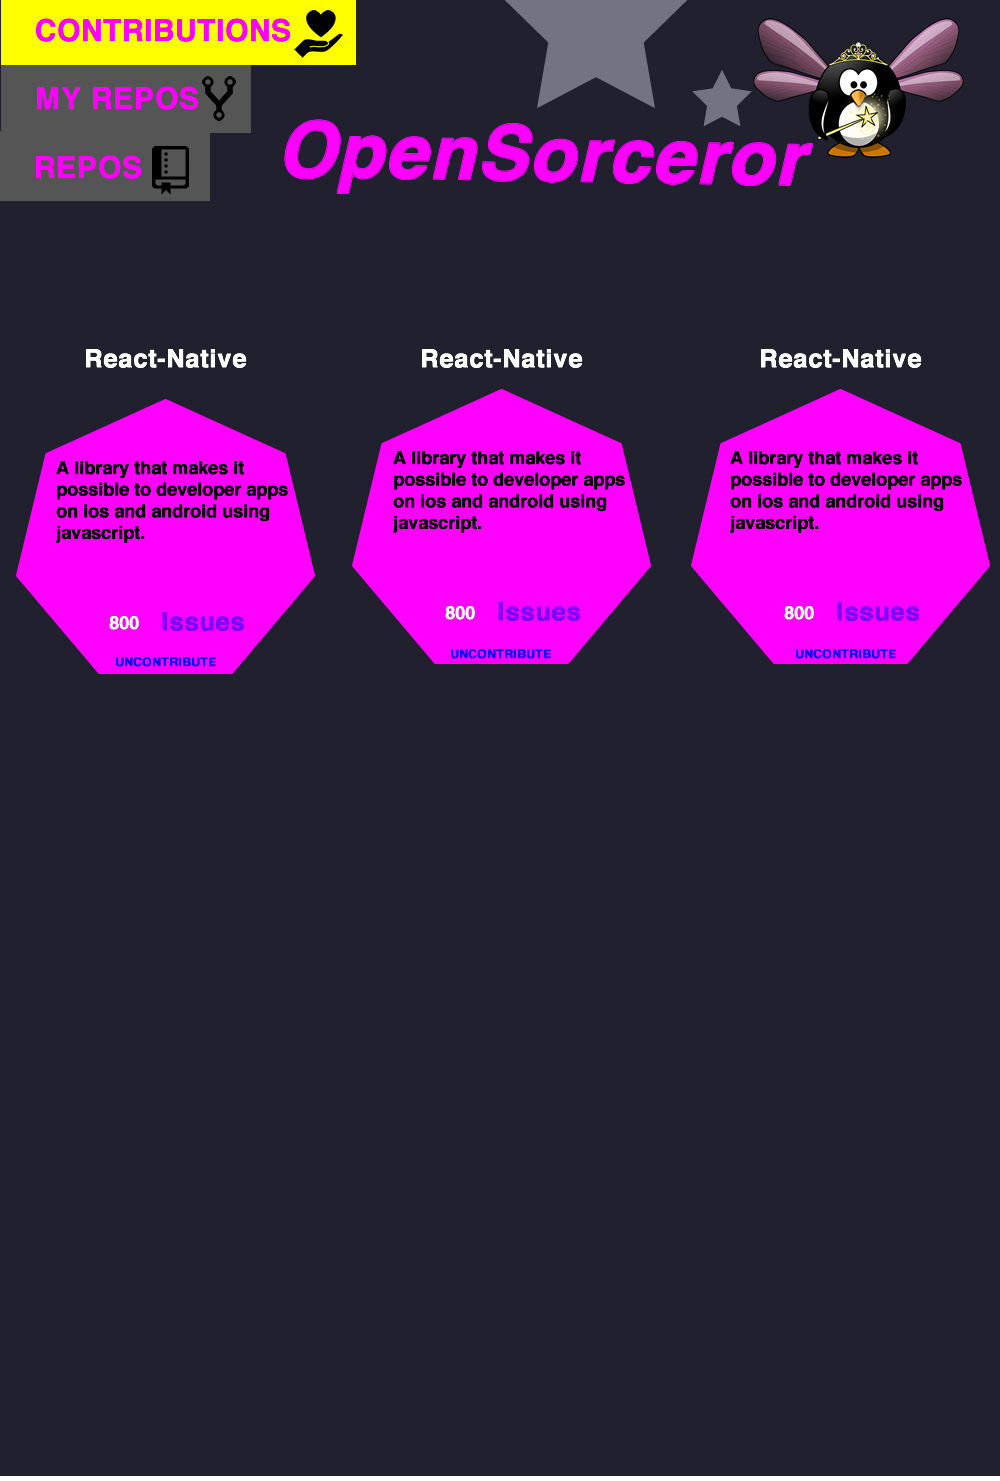 CONTRIBUTIONS
MY REPOS
REPOS
OpenSorceror
React-Native
A library that makes it
possible to developer apps
on ios and android using
javascript.
800 Issues
UNCONTRIBUTE
React-Native
A library that makes it
possible to developer apps
on ios and android using
javascript.
800 Issues
UNCONTRIBUTE
React-Native
A library that makes it
possible to developer apps
on ios and android using
javascript.
800 Issues
UNCONTRIBUTE